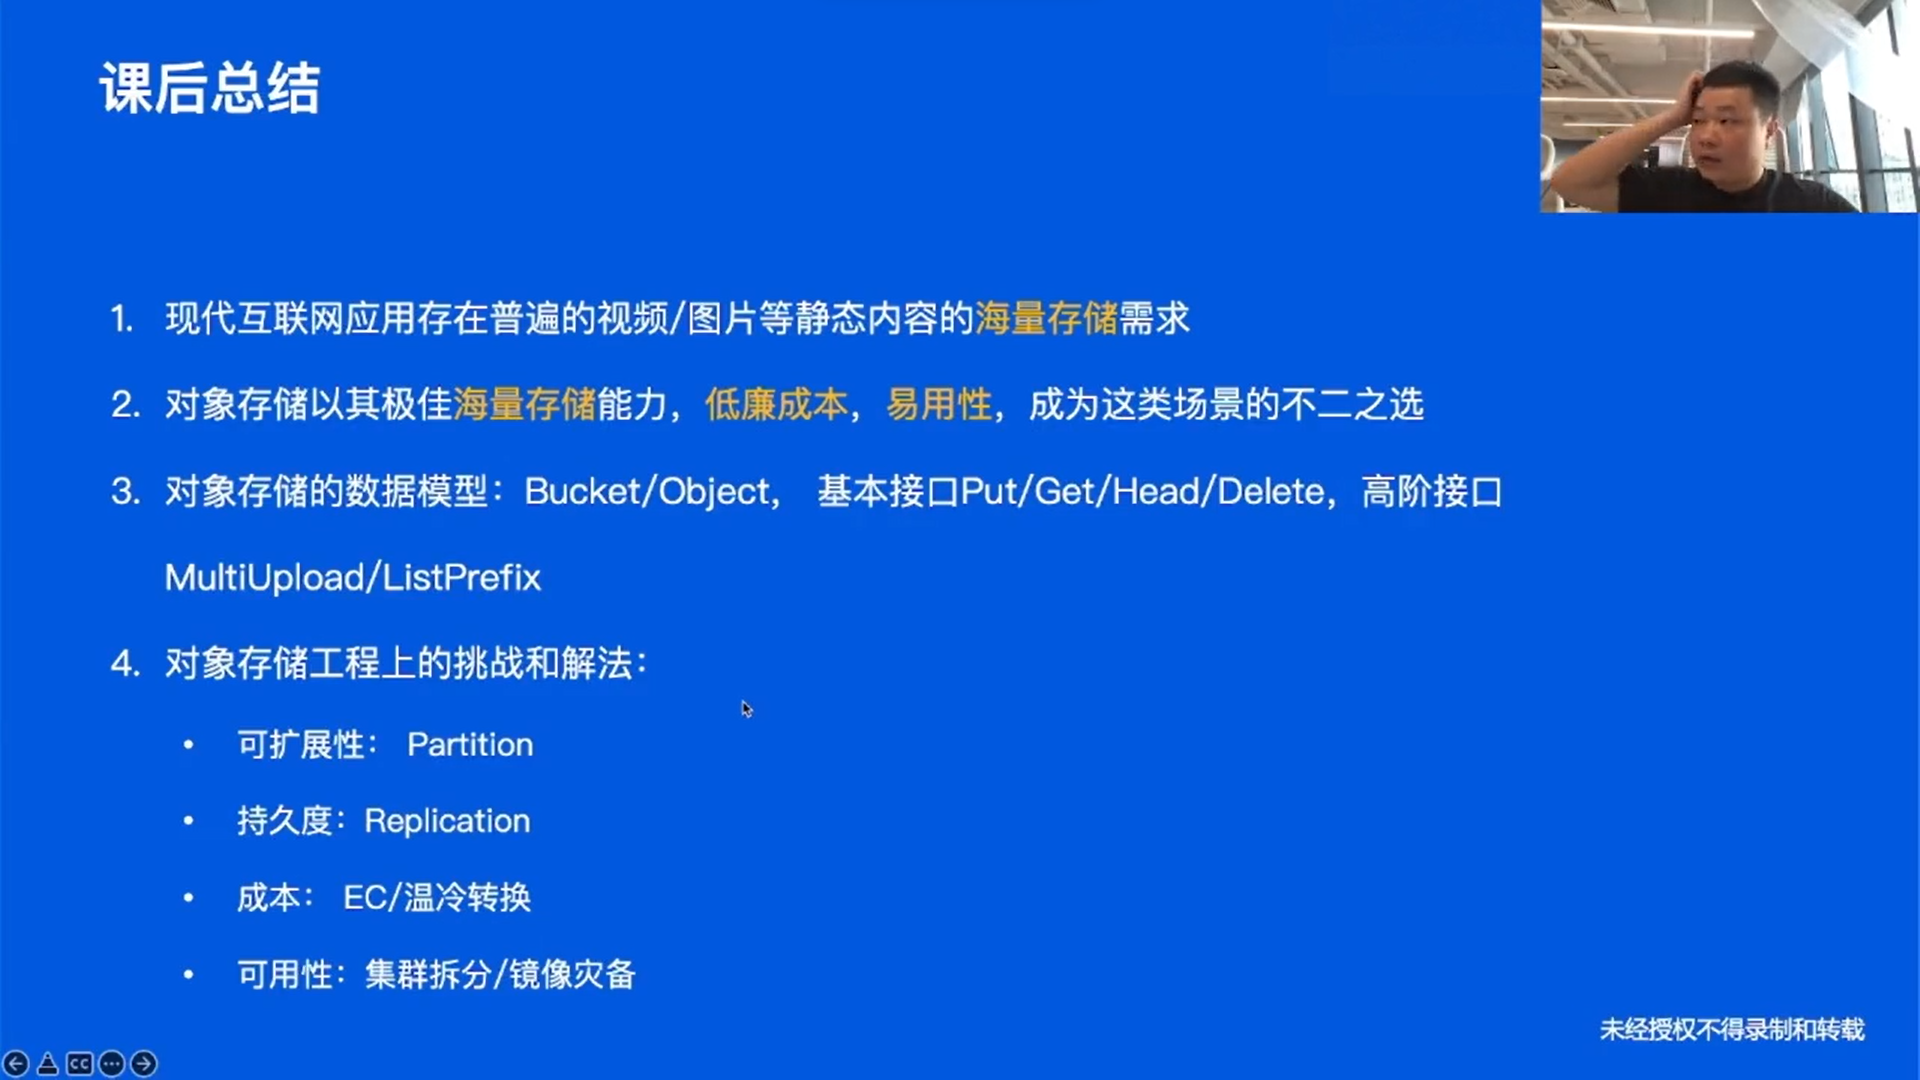 课后总结
1. 现代互联网应用存在普遍的视频/图片等静态内容的海量存储需求
2. 对象存储以其极佳海量存储能力，低廉成本，易用性，成为这类场景的不二之选
3. 对象存储的数据模型：Bucket/Object， 基本接口Put/Get/Head/Delete，高阶接口
MultiUpload/ListPrefix
4. 对象存储工程上的挑战和解法：
• 可扩展性： Partition
• 持久度：Replication
• 成本： EC/温冷转换
• 可用性：集群拆分/镜像灾备
未经授权不得录制和转载
CC